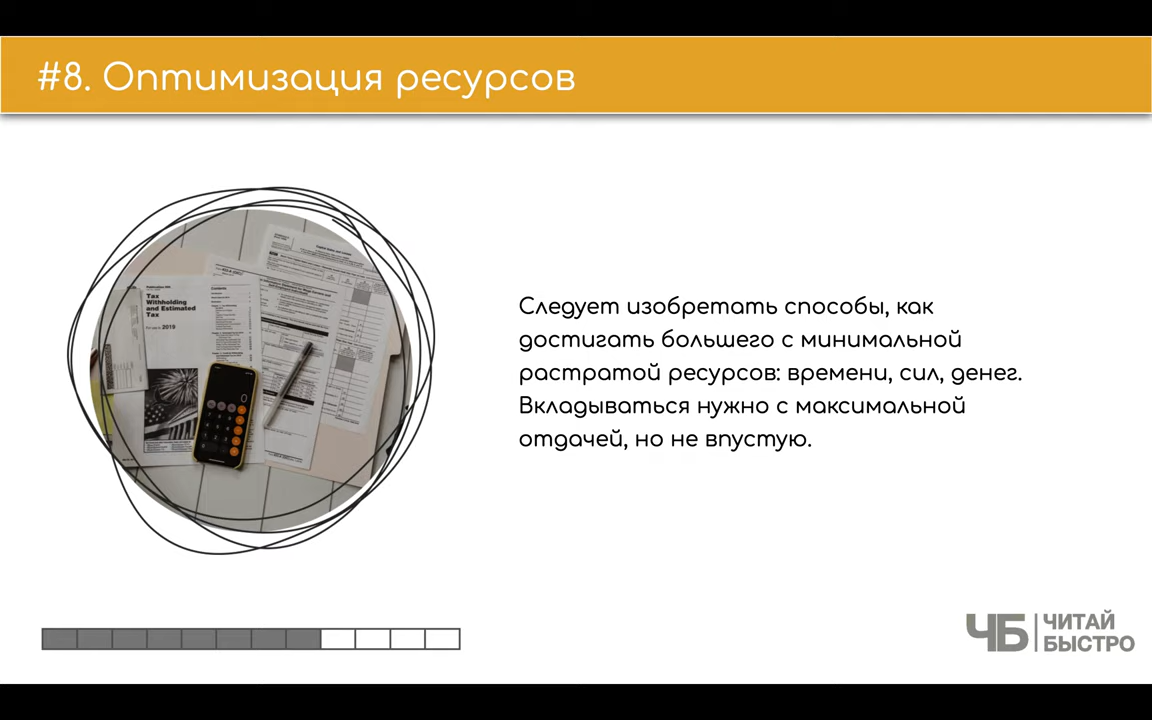 #8. Оптимизация ресурсов
Tax
Withholding
and Estimated
Tax
2019
Contents
Следует изобретать способы, как
достигать большего с минимальной
растратой ресурсов: времени, сил, денег.
Вкладываться нужно с максимальной
отдачей, но не впустую.
ЧБ
ЧИТАЙ
БЫСТРО